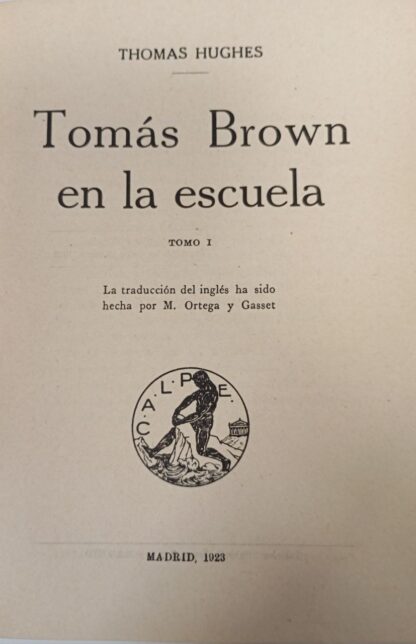 THOMAS HUGHES
Tomás Brown
en la escuela
TOMO I
La traducción del inglés ha sido
hecha por M. Ortega y Gasset
C.A.L.P.E.
MADRID, 1923